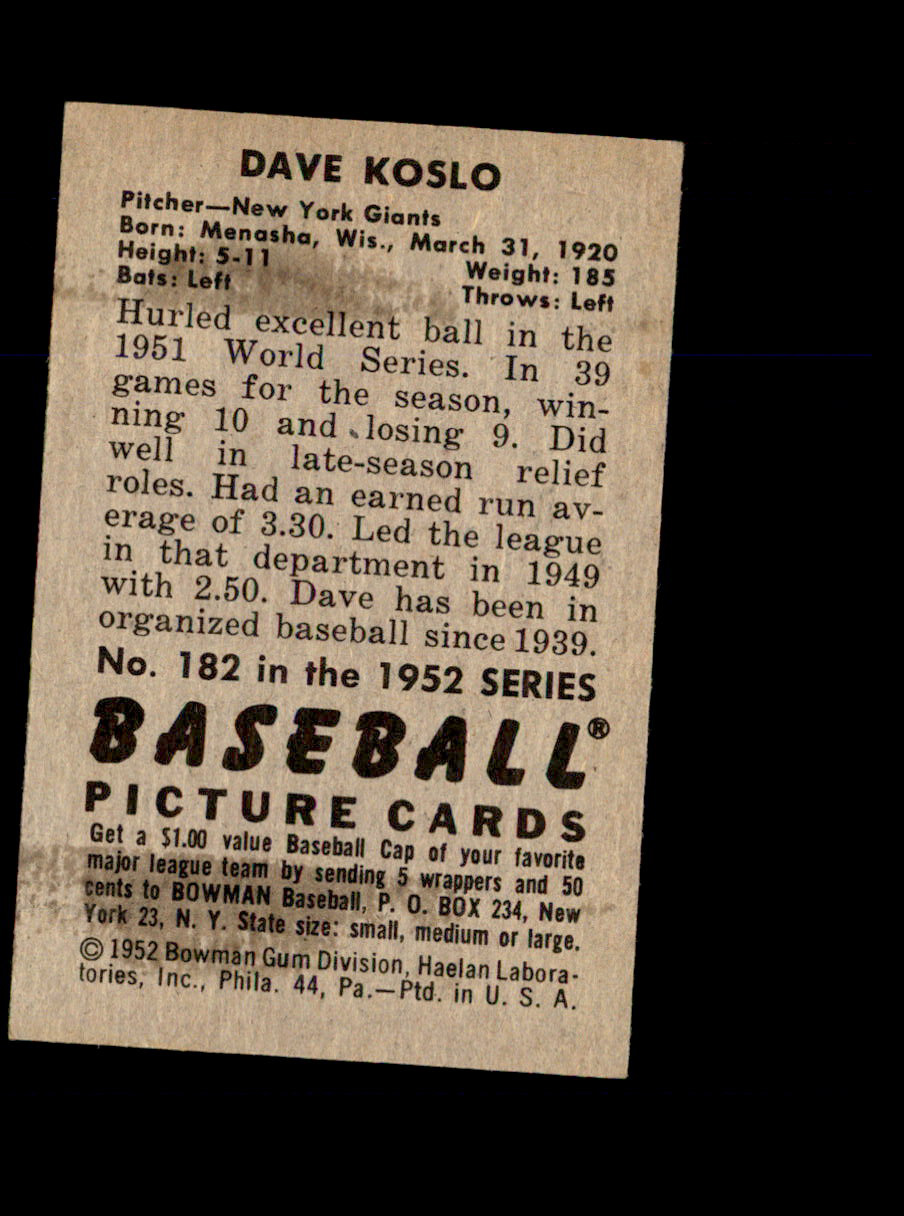 DAVE KOSLO
Pitcher—New York Giants
Born: Menasha, Wis., March 31, 1920
Height: 5-11 Weight: 185
Bats: Left Throws: Left
Hurled excellent ball in the
1951 World Series. In 39
games for the season, win-
ning 10 and losing 9. Did
well in late-season relief
roles. Had an earned run av-
erage of 3.30. Led the league
in that department in 1949
with 2.50. Dave has been in
organized baseball since 1939.
No. 182 in the 1952 SERIES
BASEBALL®
PICTURE CARDS
Get a $1.00 value Baseball Cap of your favorite
major league team by sending 5 wrappers and 50
cents to BOWMAN Baseball, P. O. BOX 234, New
York 23, N. Y. State size: small, medium or large.
© 1952 Bowman Gum Division, Haelan Labora-
tories, Inc., Phila. 44, Pa.—Ptd. in U. S. A.